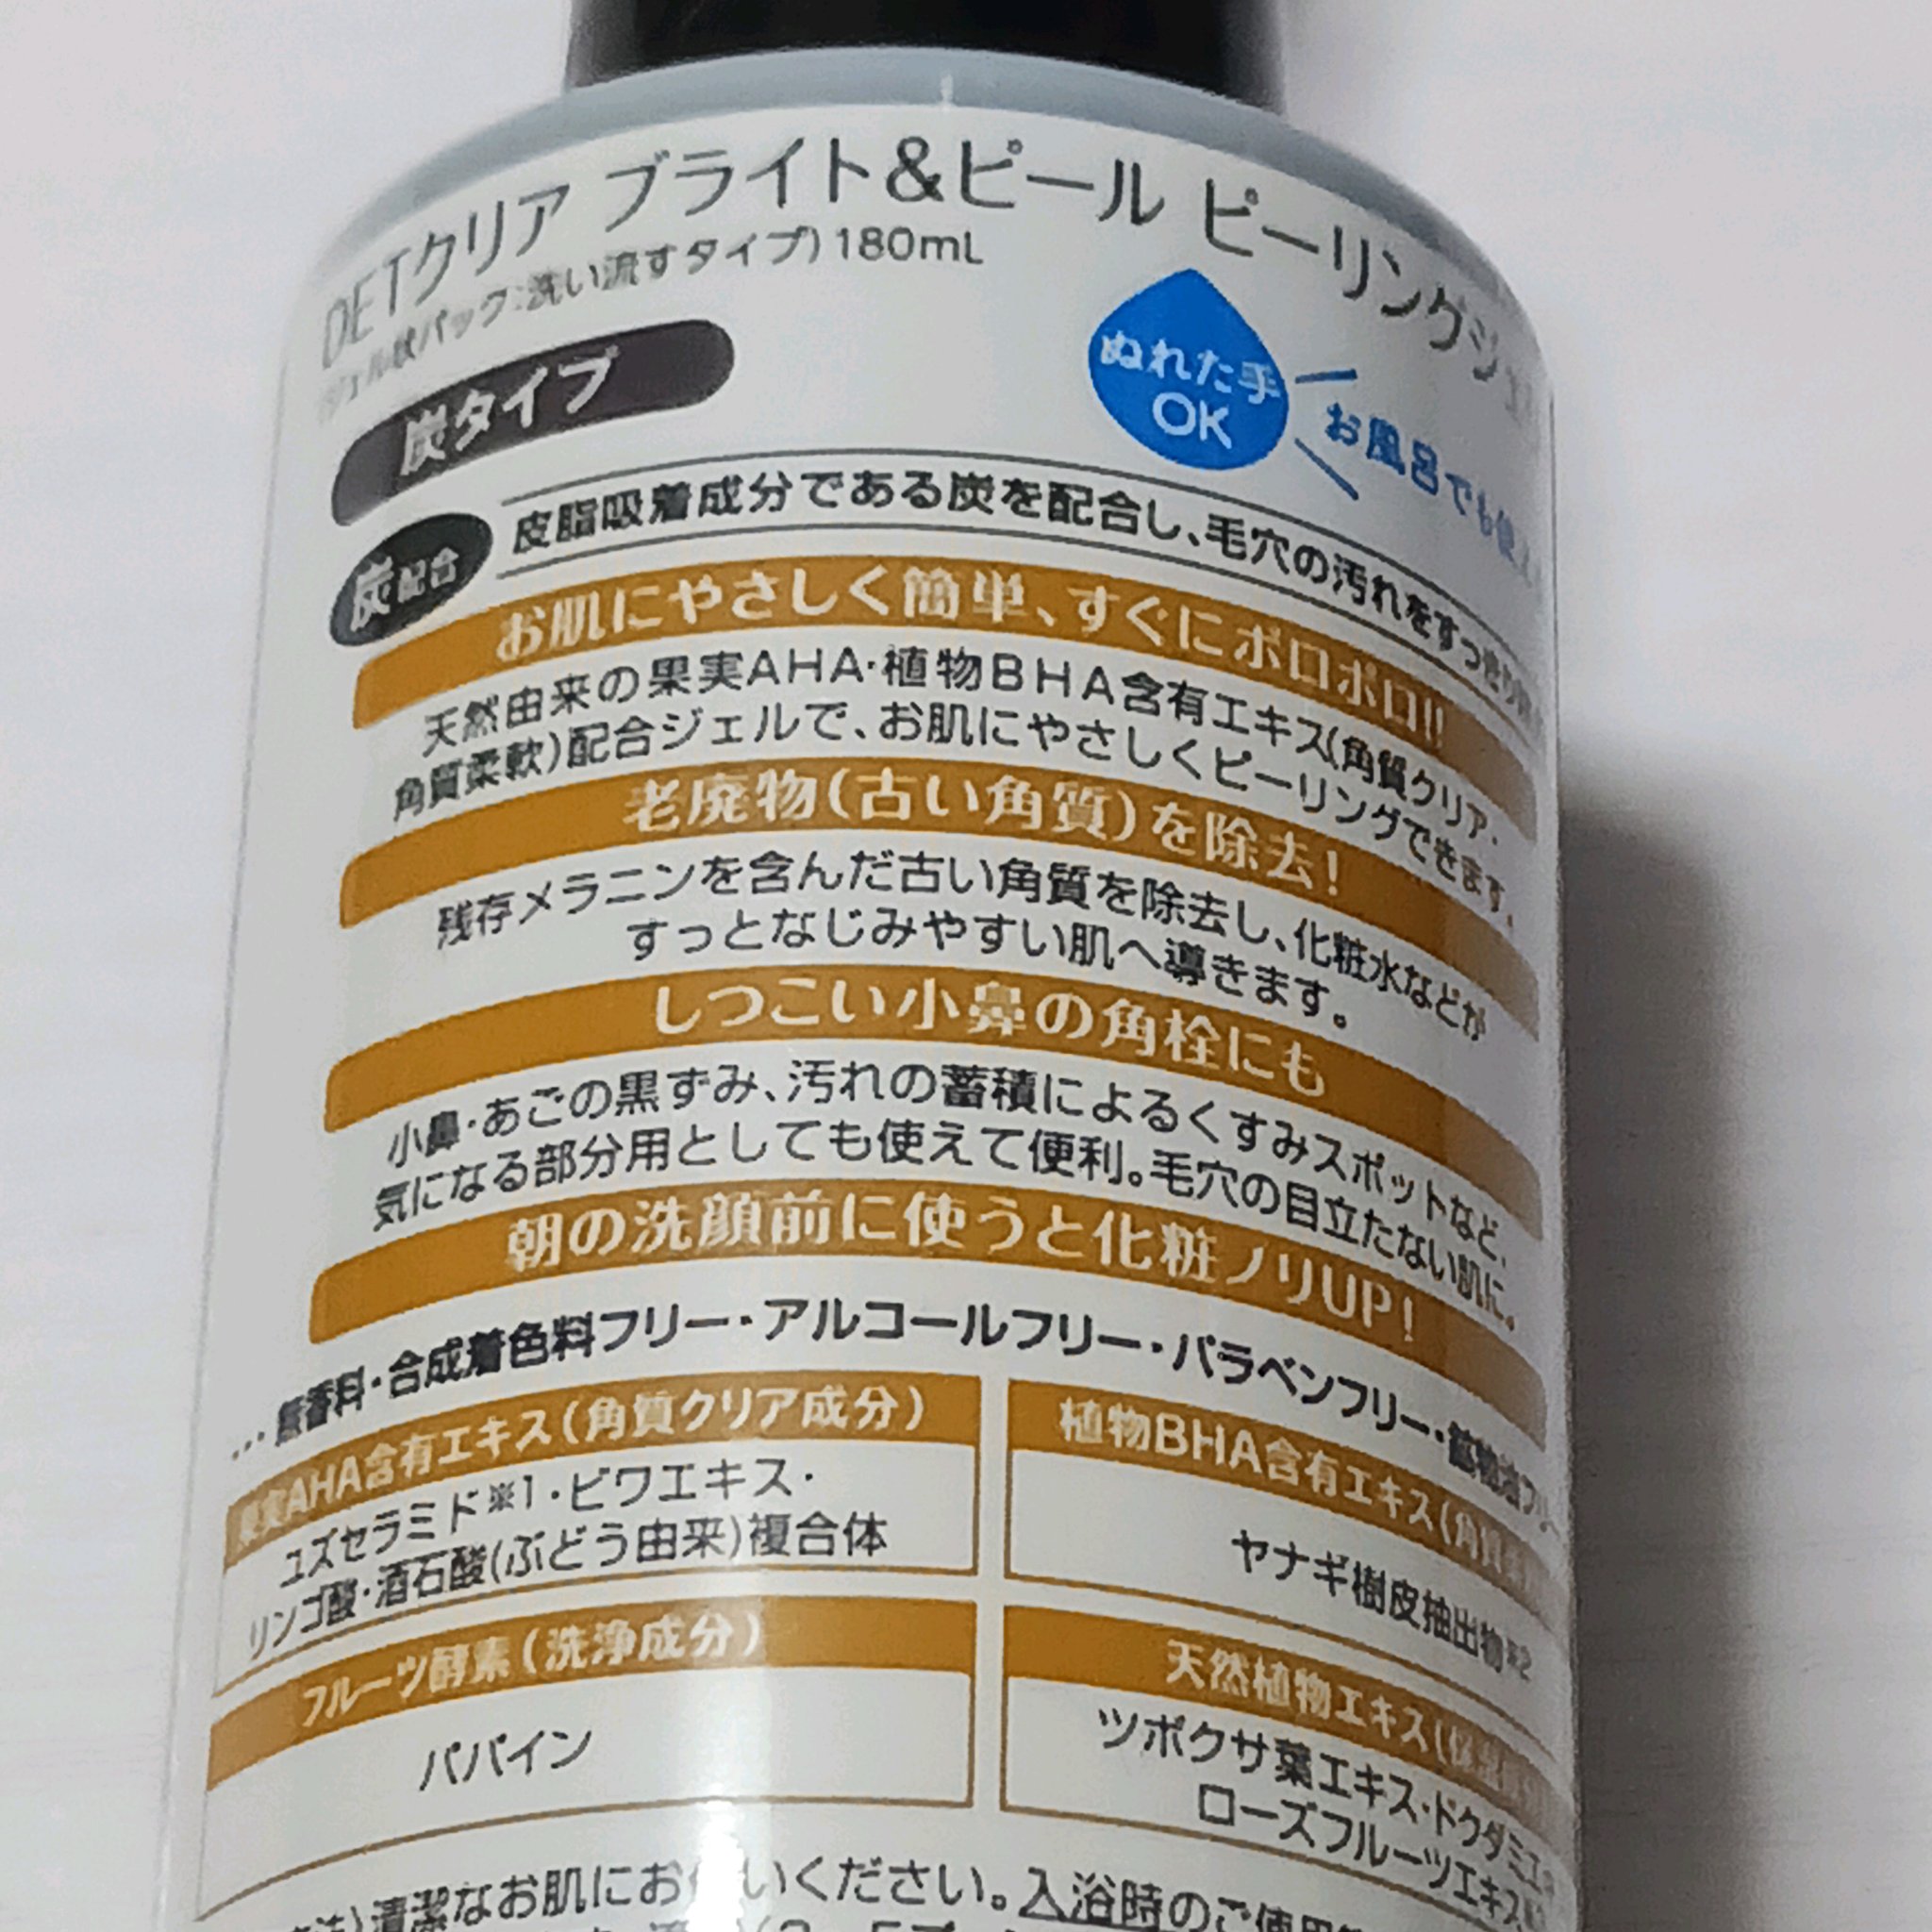 DETクリア ブライト&ピール ピーリングジェ
(ジェル状パック:洗い流すタイプ)180mL
炭タイプ
ぬれた手
OK
お風呂でも使
炭配合
皮脂吸着成分である炭を配合し、毛穴の汚れをすっきり
お肌にやさしく簡単、すぐにポロポロ!!
天然由来の果実AHA・植物BHA含有エキス(角質クリア・
角質柔軟)配合ジェルで、お肌にやさしくピーリングできます。
老廃物(古い角質)を除去!
残存メラニンを含んだ古い角質を除去し、化粧水などが
すっとなじみやすい肌へ導きます。
しつこい小鼻の角栓にも
小鼻・あごの黒ずみ、汚れの蓄積によるくすみスポットなど、
気になる部分用としても使えて便利。毛穴の目立たない肌に。
朝の洗顔前に使うと化粧ノリUP!
…無香料・合成着色料フリー・アルコールフリー・パラベンフリー・鉱物油フリー
果実AHA含有エキス(角質クリア成分)
ユズセラミド※1・ビワエキス・
リンゴ酸・酒石酸(ぶどう由来)複合体
植物BHA含有エキス(角質
ヤナギ樹皮抽出物※2
フルーツ酵素(洗浄成分)
パパイン
天然植物エキス(保湿
ツボクサ葉エキス・ドクダミエキ
ローズフルーツエキス
清潔なお肌にお いください。入浴時のご使用